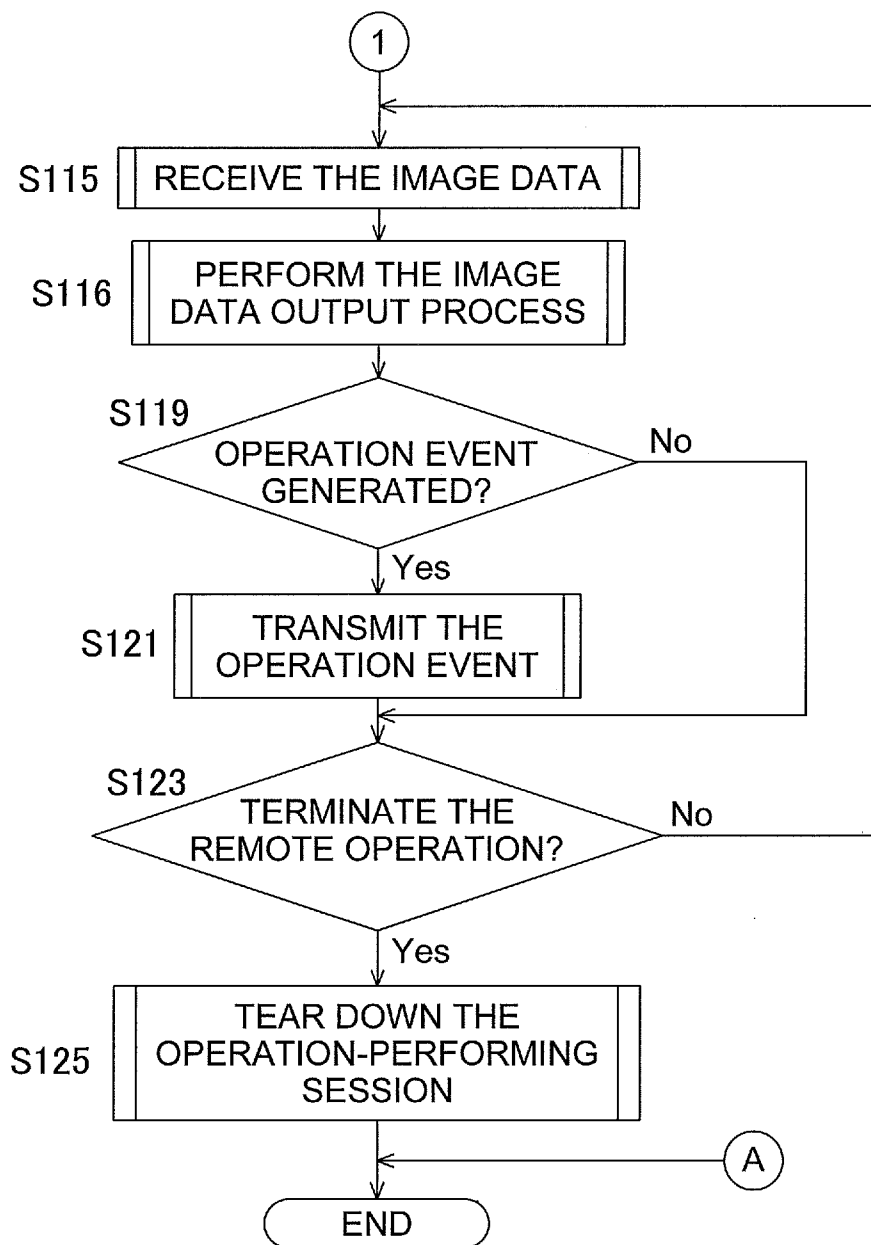 1
S115
RECEIVE THE IMAGE DATA
S116
PERFORM THE IMAGE
DATA OUTPUT PROCESS
S119
OPERATION EVENT
GENERATED?
No
Yes
S121
TRANSMIT THE
OPERATION EVENT
S123
TERMINATE THE
REMOTE OPERATION?
No
Yes
S125
TEAR DOWN THE
OPERATION-PERFORMING
SESSION
A
END